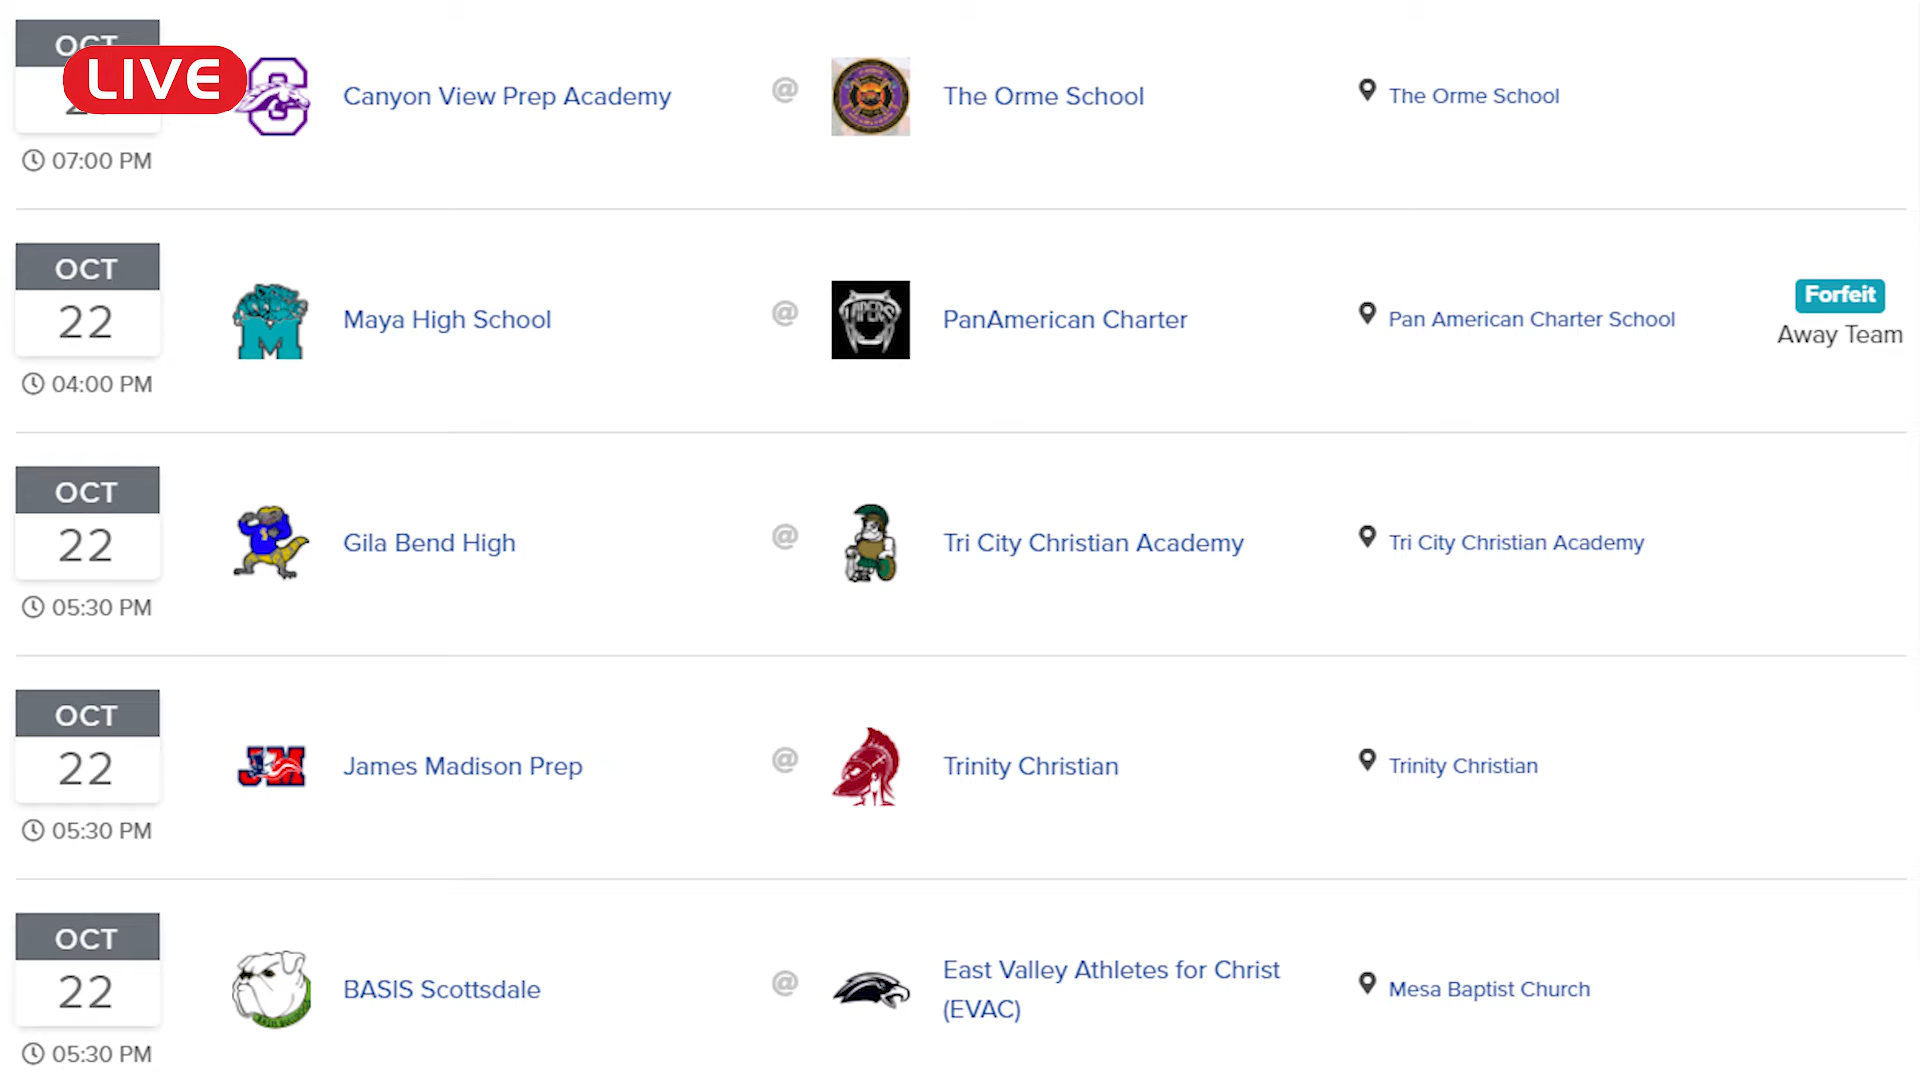 OCT
LIVE
Canyon View Prep Academy @ The Orme School The Orme School
07:00 PM
OCT
22
Maya High School @ VIPERS PanAmerican Charter Pan American Charter School Forfeit
Away Team
04:00 PM
OCT
22
Gila Bend High @ Tri City Christian Academy Tri City Christian Academy
05:30 PM
OCT
22
JM James Madison Prep @ Trinity Christian Trinity Christian
05:30 PM
OCT
22
BASIS Scottsdale @ East Valley Athletes for Christ
(EVAC) Mesa Baptist Church
05:30 PM